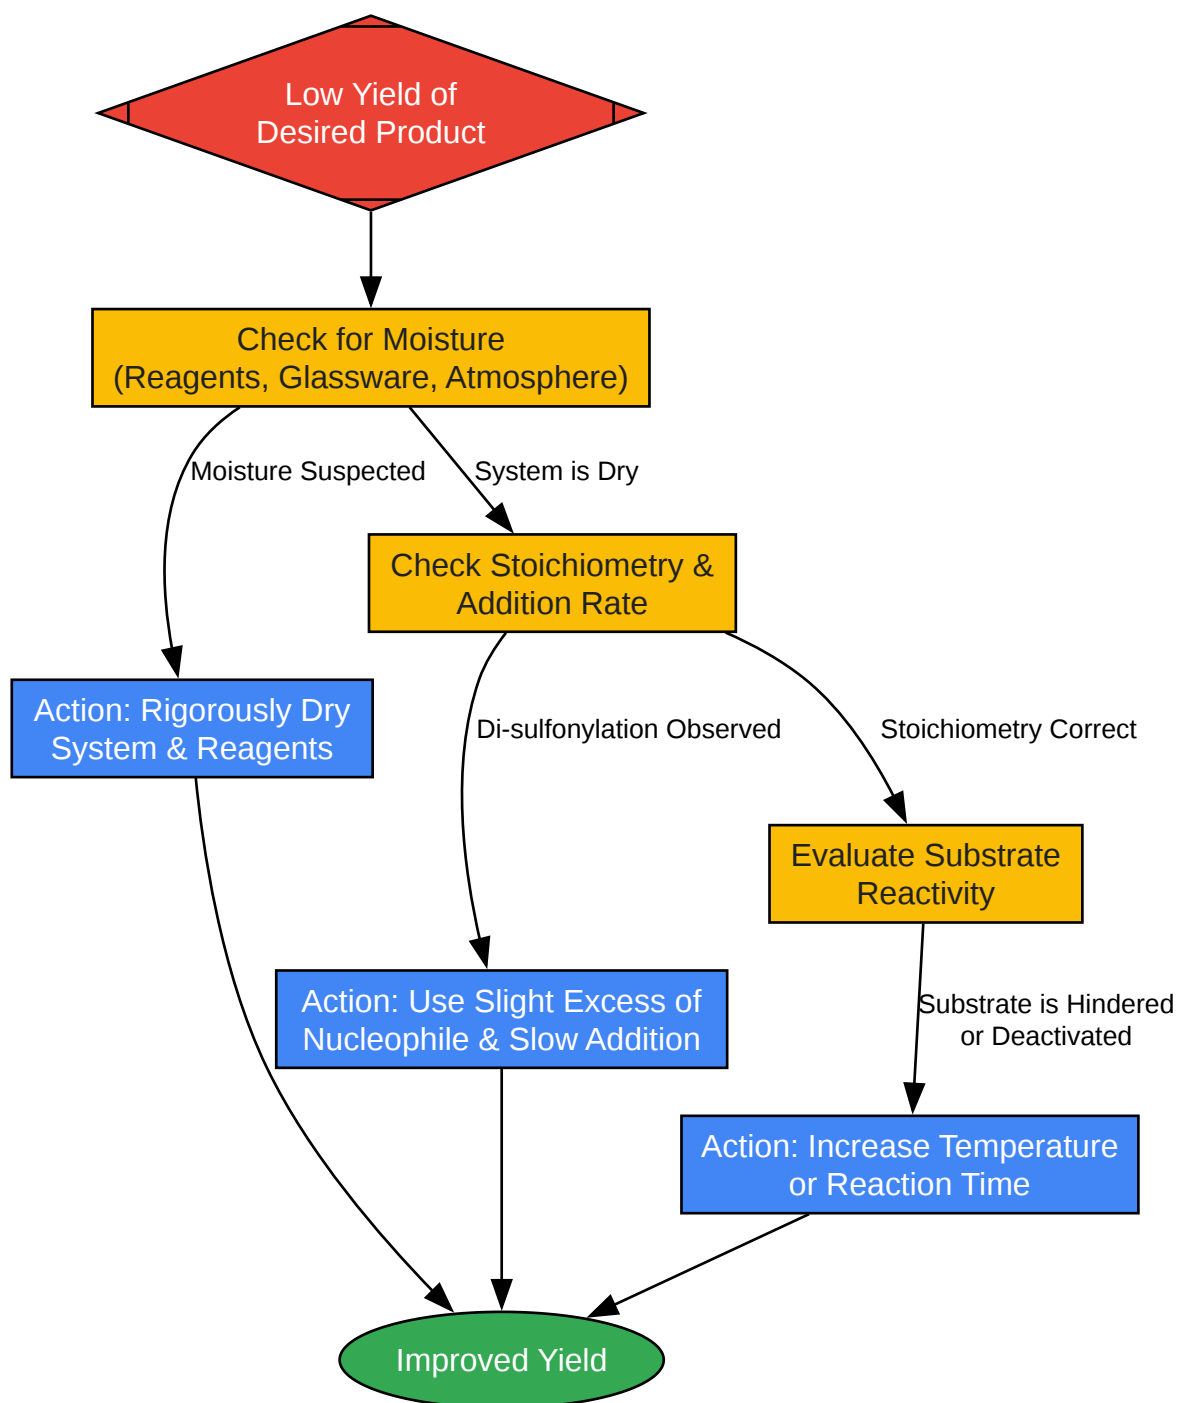 Low Yield of
Desired Product
Check for Moisture
(Reagents, Glassware, Atmosphere)
Moisture Suspected
System is Dry
Check Stoichiometry &
Addition Rate
Action: Rigorously Dry
System & Reagents
Di-sulfonylation Observed
Stoichiometry Correct
Evaluate Substrate
Reactivity
Action: Use Slight Excess of
Nucleophile & Slow Addition
Substrate is Hindered
or Deactivated
Action: Increase Temperature
or Reaction Time
Improved Yield